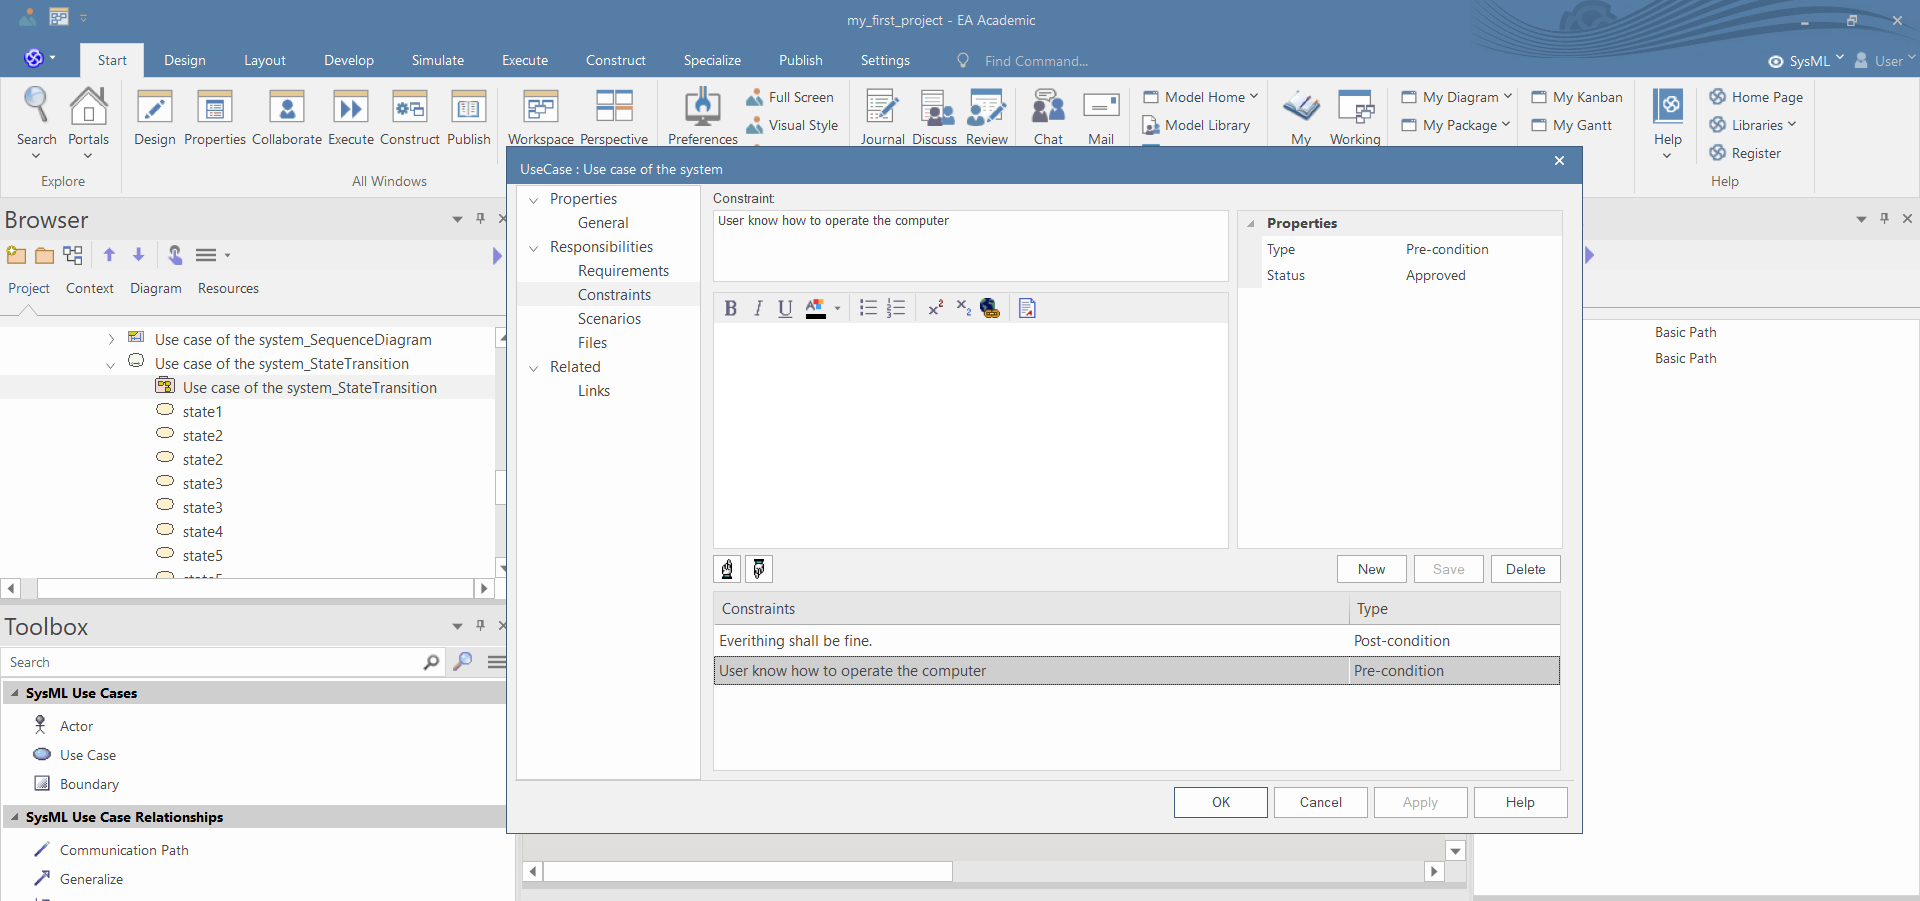 my_first_project - EA Academic
Start Design Layout Develop Simulate Execute Construct Specialize Publish Settings Find Command... SysML User
Search Portals Design Properties Collaborate Execute Construct Publish Workspace Perspective Preferences Full Screen Visual Style Journal Discuss Review Chat Mail Model Home Model Library My Working My Diagram My Package My Kanban My Gantt Help Home Page Libraries Register
Explore All Windows Help
Browser
Project Context Diagram Resources
Use case of the system_SequenceDiagram
Use case of the system_StateTransition
Use case of the system_StateTransition
state1
state2
state2
state3
state3
state4
state5
Toolbox
Search
SysML Use Cases
Actor
Use Case
Boundary
SysML Use Case Relationships
Communication Path
Generalize
UseCase : Use case of the system
Properties
General
Responsibilities
Requirements
Constraints
Scenarios
Files
Related
Links
Constraint:
User know how to operate the computer
B I U A x² x₂
Properties
Type Pre-condition
Status Approved
New Save Delete
Constraints Type
Everithing shall be fine. Post-condition
User know how to operate the computer Pre-condition
OK Cancel Apply Help
Basic Path
Basic Path